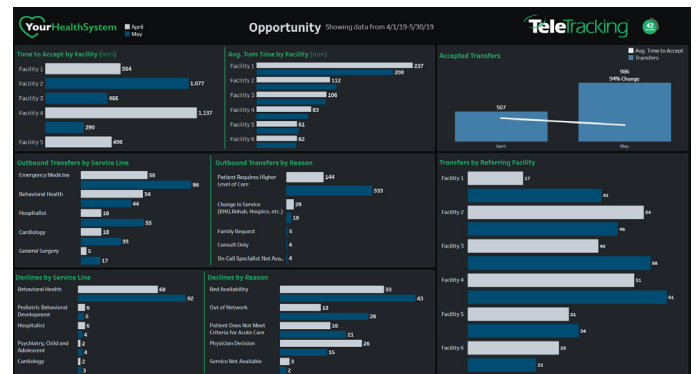 YourHealthSystem
April
May
Opportunity Showing data from 4/1/19-5/30/19
TeleTracking
42
Time to Accept by Facility (min)
Facility 1
564
Facility 2
1,077
Facility 3
466
Facility 4
1,137
290
Facility 5
498
Avg. Turn Time by Facility (min)
Facility 1
237
208
Facility 2
112
Facility 3
106
Facility 4
83
Facility 5
61
Facility 6
62
Accepted Transfers
Avg. Time to Accept
Transfers
507
986
94% Change
April
May
Outbound Transfers by Service Line
Emergency Medicine
58
96
Behavioral Health
54
44
Hospitalist
18
55
Cardiology
18
35
General Surgery
5
17
Outbound Transfers by Reason
Patient Requires Higher
Level of Care
144
333
Change in Service
(BHU,Rehab, Hospice, etc.)
29
19
Family Request
5
Consult Only
4
On-Call Specialist Not Ava..
4
Transfers by Referring Facility
Facility 1
17
41
Facility 2
54
46
Facility 3
46
56
Facility 4
51
61
Facility 5
31
34
Facility 6
28
21
Declines by Service Line
Behavioral Health
68
92
Pediatric Behavioral
Development
6
5
Hospitalist
6
4
Psychiatry, Child and
Adolescent
2
4
Cardiology
2
3
Declines by Reason
Bed Availability
33
43
Out of Network
13
28
Patient Does Not Meet
Criteria for Acute Care
16
21
Physician Decision
26
15
Service Not Available
3
2